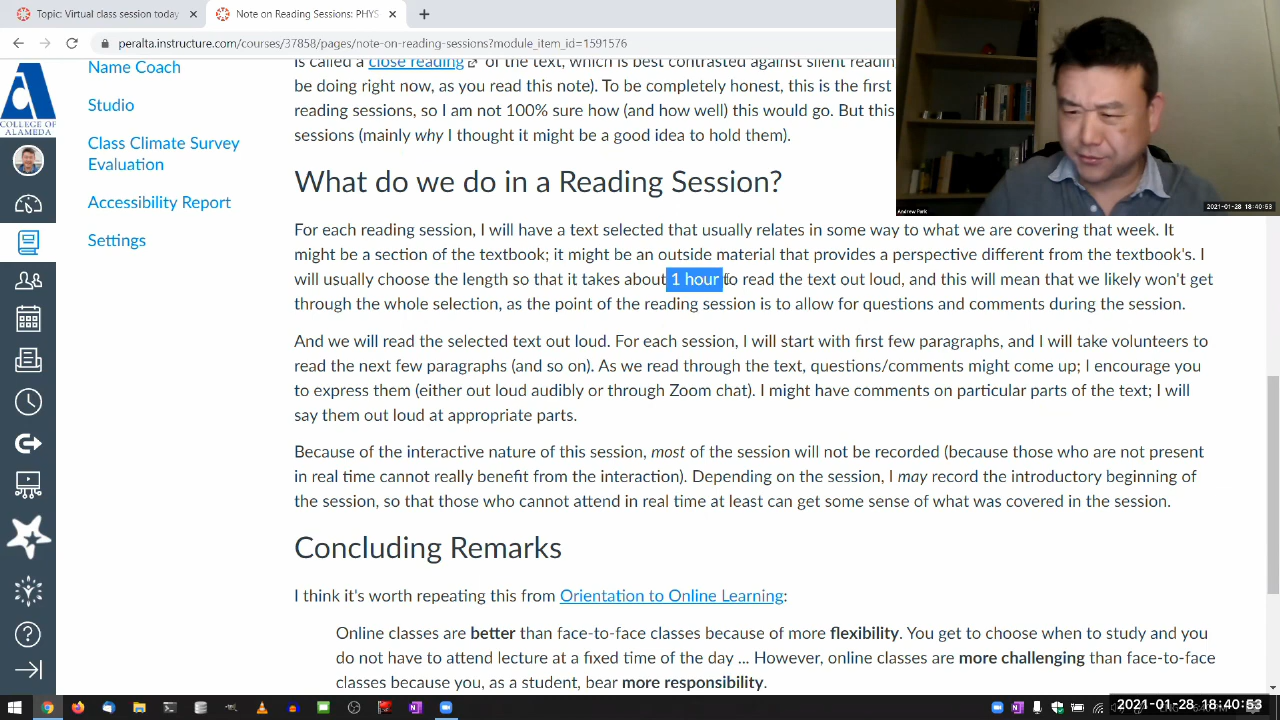 Topic: Virtual class session today
Note on Reading Sessions: PHYS
peralta.instructure.com/courses/37858/pages/note-on-reading-sessions?module_item_id=1591576
COLLEGE OF
ALAMEDA
Name Coach
Studio
Class Climate Survey
Evaluation
Accessibility Report
Settings
is called a close reading of the text, which is best contrasted against silent readin
be doing right now, as you read this note). To be completely honest, this is the first
reading sessions, so I am not 100% sure how (and how well) this would go. But this
sessions (mainly why I thought it might be a good idea to hold them).
What do we do in a Reading Session?
For each reading session, I will have a text selected that usually relates in some way to what we are covering that week. It
might be a section of the textbook; it might be an outside material that provides a perspective different from the textbook's. I
will usually choose the length so that it takes about 1 hour to read the text out loud, and this will mean that we likely won't get
through the whole selection, as the point of the reading session is to allow for questions and comments during the session.
And we will read the selected text out loud. For each session, I will start with first few paragraphs, and I will take volunteers to
read the next few paragraphs (and so on). As we read through the text, questions/comments might come up; I encourage you
to express them (either out loud audibly or through Zoom chat). I might have comments on particular parts of the text; I will
say them out loud at appropriate parts.
Because of the interactive nature of this session, most of the session will not be recorded (because those who are not present
in real time cannot really benefit from the interaction). Depending on the session, I may record the introductory beginning of
the session, so that those who cannot attend in real time at least can get some sense of what was covered in the session.
Concluding Remarks
I think it's worth repeating this from Orientation to Online Learning:
Online classes are better than face-to-face classes because of more flexibility. You get to choose when to study and you
do not have to attend lecture at a fixed time of the day ... However, online classes are more challenging than face-to-face
classes because you, as a student, bear more responsibility.
Andrew Park
2021-01-28 18:40:53
2021-01-28 18:40:53